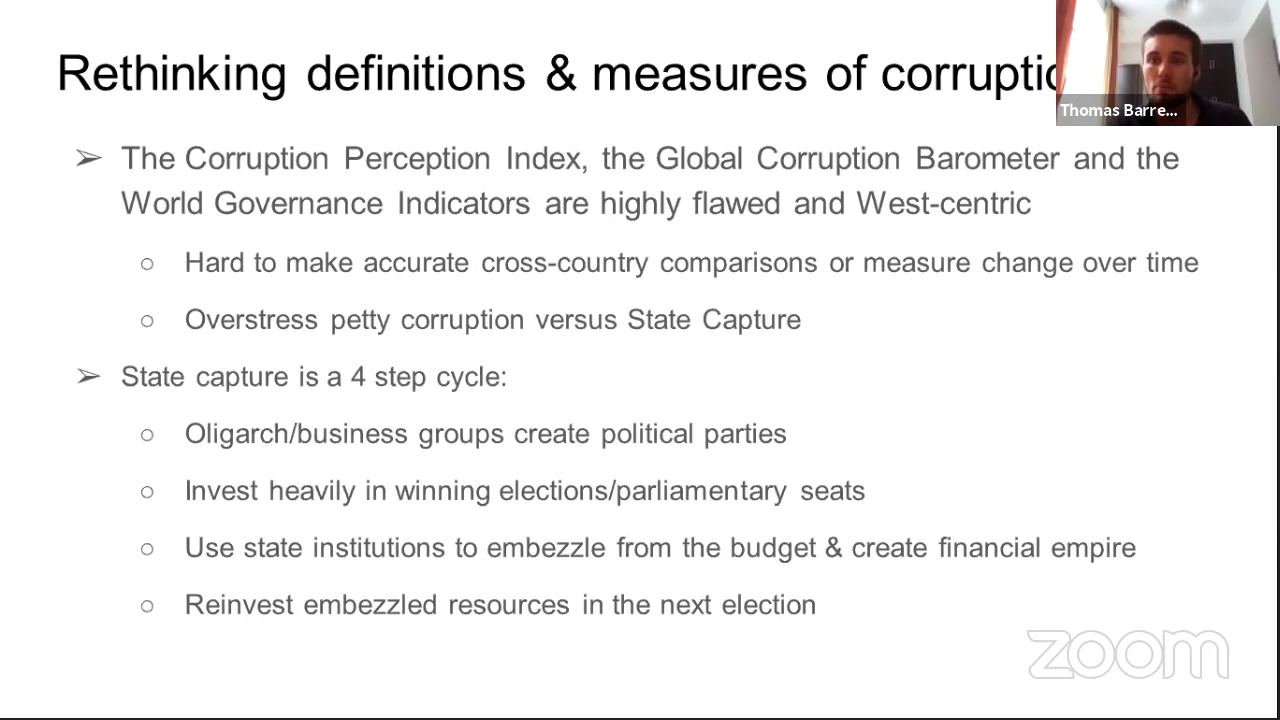 Rethinking definitions & measures of corruptio
Thomas Barre...
➢ The Corruption Perception Index, the Global Corruption Barometer and the
World Governance Indicators are highly flawed and West-centric
○ Hard to make accurate cross-country comparisons or measure change over time
○ Overstress petty corruption versus State Capture
➢ State capture is a 4 step cycle:
○ Oligarch/business groups create political parties
○ Invest heavily in winning elections/parliamentary seats
○ Use state institutions to embezzle from the budget & create financial empire
○ Reinvest embezzled resources in the next election
zoom